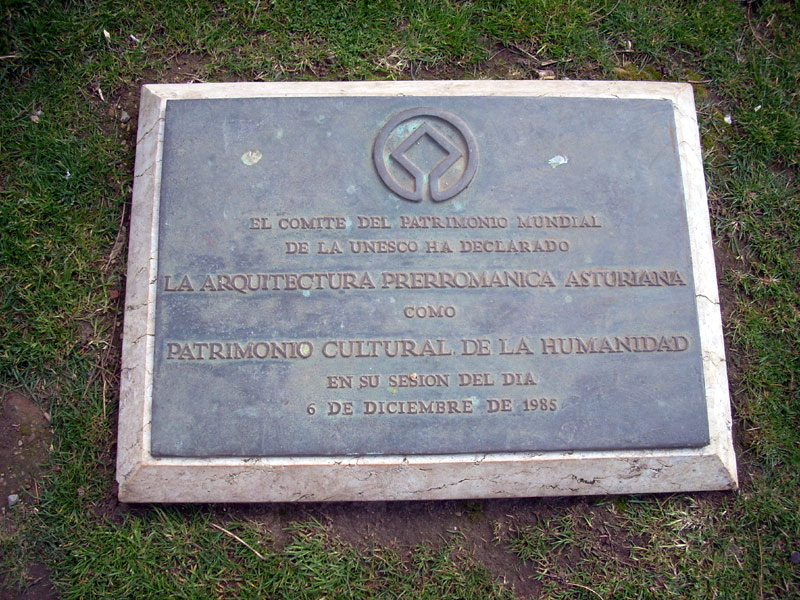 EL COMITE DEL PATRIMONIO MUNDIAL
DE LA UNESCO HA DECLARADO
LA ARQUITECTURA PRERROMANICA ASTURIANA
COMO
PATRIMONIO CULTURAL DE LA HUMANIDAD
EN SU SESION DEL DIA
6 DE DICIEMBRE DE 1985